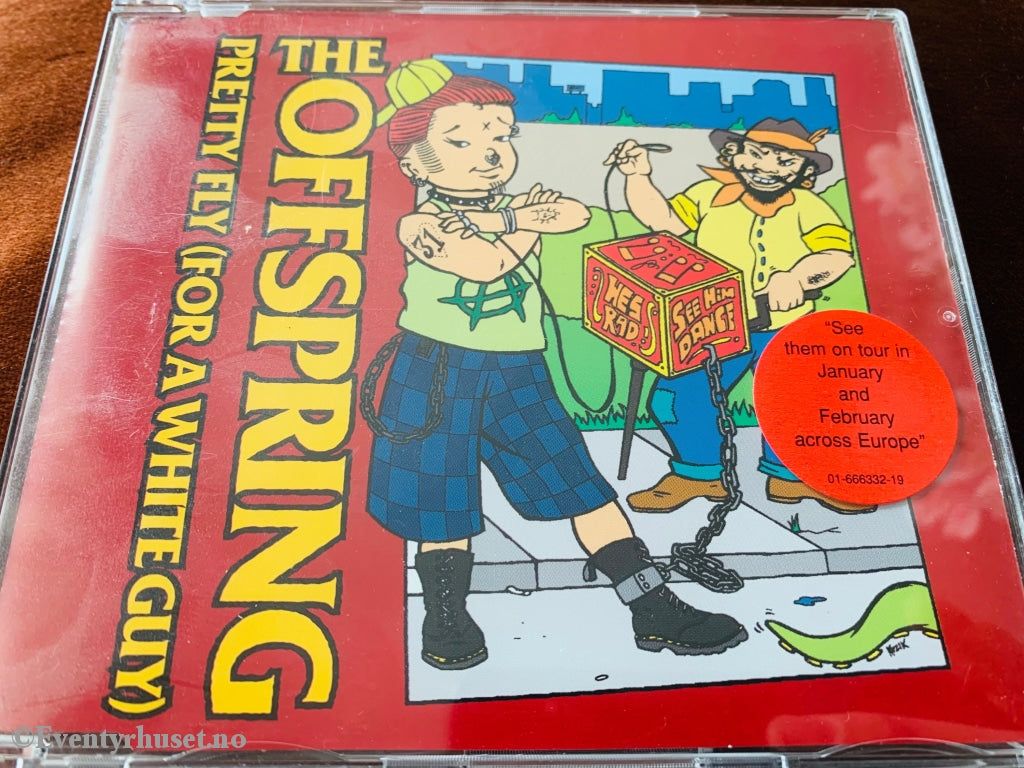 THE
OFFSPRING
PRETTY FLY (FOR A WHITE GUY)
31
HE'S
RAD!
SEE HiM
DANCE
"See
them on tour in
January
and
February
across Europe"
01-666332-19
©Eventyrhuset.no